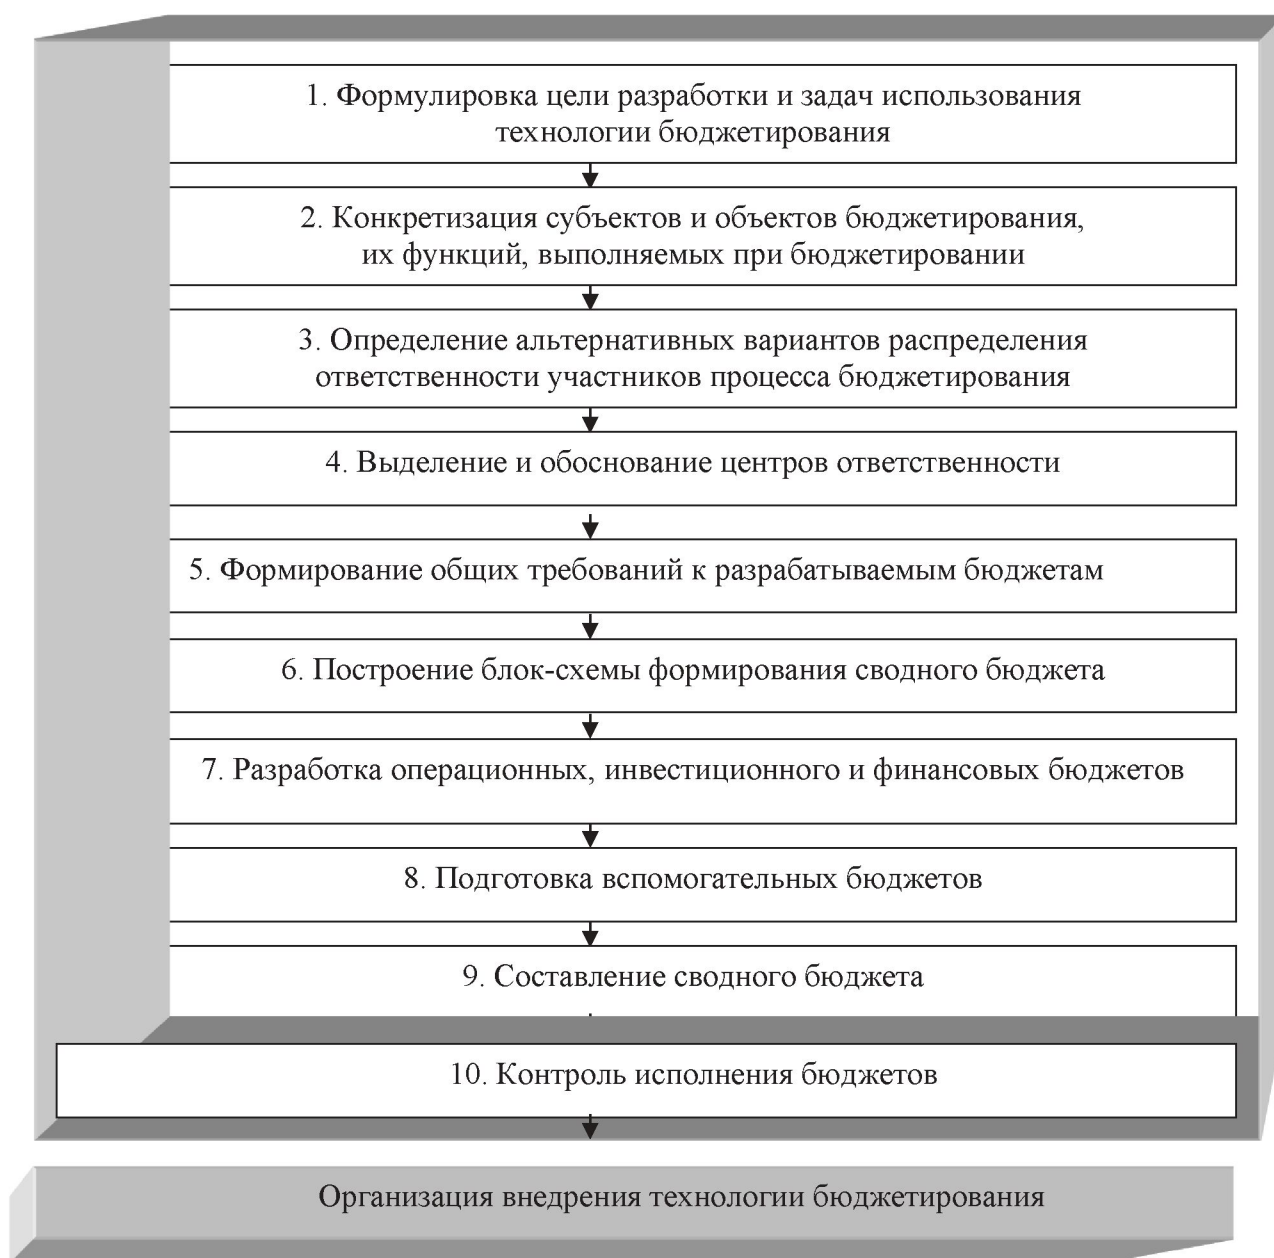 1. Формулировка цели разработки и задач использования
технологии бюджетирования
2. Конкретизация субъектов и объектов бюджетирования,
их функций, выполняемых при бюджетировании
3. Определение альтернативных вариантов распределения
ответственности участников процесса бюджетирования
4. Выделение и обоснование центров ответственности
5. Формирование общих требований к разрабатываемым бюджетам
6. Построение блок-схемы формирования сводного бюджета
7. Разработка операционных, инвестиционного и финансовых бюджетов
8. Подготовка вспомогательных бюджетов
9. Составление сводного бюджета
10. Контроль исполнения бюджетов
Организация внедрения технологии бюджетирования